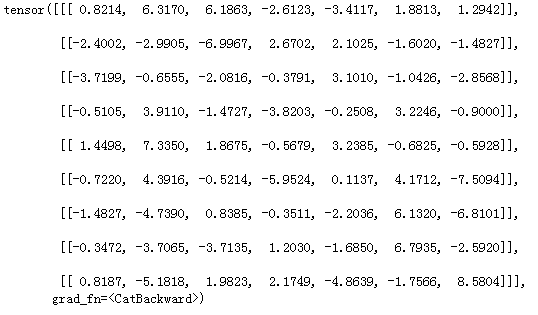 tensor([[[[ 0.8214,  6.3170,  6.1863, -2.6123, -3.4117,  1.8813,  1.2942]],
[[-2.4002, -2.9905, -6.9967,  2.6702,  2.1025, -1.6020, -1.4827]],
[[-3.7199, -0.6555, -2.0816, -0.3791,  3.1010, -1.0426, -2.8568]],
[[-0.5105,  3.9110, -1.4727, -3.8203, -0.2508,  3.2246, -0.9000]],
[[ 1.4498,  7.3350,  1.8675, -0.5679,  3.2385, -0.6825, -0.5928]],
[[-0.7220,  4.3916, -0.5214, -5.9524,  0.1137,  4.1712, -7.5094]],
[[-1.4827, -4.7390,  0.8385, -0.3511, -2.2036,  6.1320, -6.8101]],
[[-0.3472, -3.7065, -3.7135,  1.2030, -1.6850,  6.7935, -2.5920]],
[[ 0.8187, -5.1818,  1.9823,  2.1749, -4.8639, -1.7566,  8.5804]]],
grad_fn=<CatBackward>)